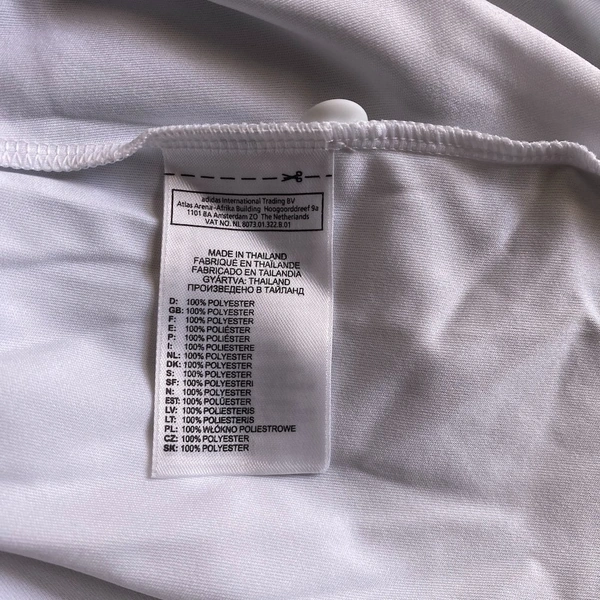 adidas International Trading BV
Atlas Arena-Afrika Building Hoogoorddreef 9a
1101 BA Amsterdam ZO The Netherlands
VAT NO. NL 8073.01.322.B.01
MADE IN THAILAND
FABRIQUÉ EN THAÏLANDE
FABRICADO EN TAILANDIA
GYÁRTVA: THAILAND
ПРОИЗВЕДЕНО В ТАЙЛАНД
D: 100% POLYESTER
GB: 100% POLYESTER
F: 100% POLYESTER
E: 100% POLIÉSTER
P: 100% POLIÉSTER
I: 100% POLIESTERE
NL: 100% POLYESTER
DK: 100% POLYESTER
S: 100% POLYESTER
SF: 100% POLYESTERI
N: 100% POLYESTER
EST: 100% POLÜESTER
LV: 100% POLIESTERIS
LT: 100% POLIESTERIS
PL: 100% WŁÓKNO POLIESTROWE
CZ: 100% POLYESTER
SK: 100% POLYESTER